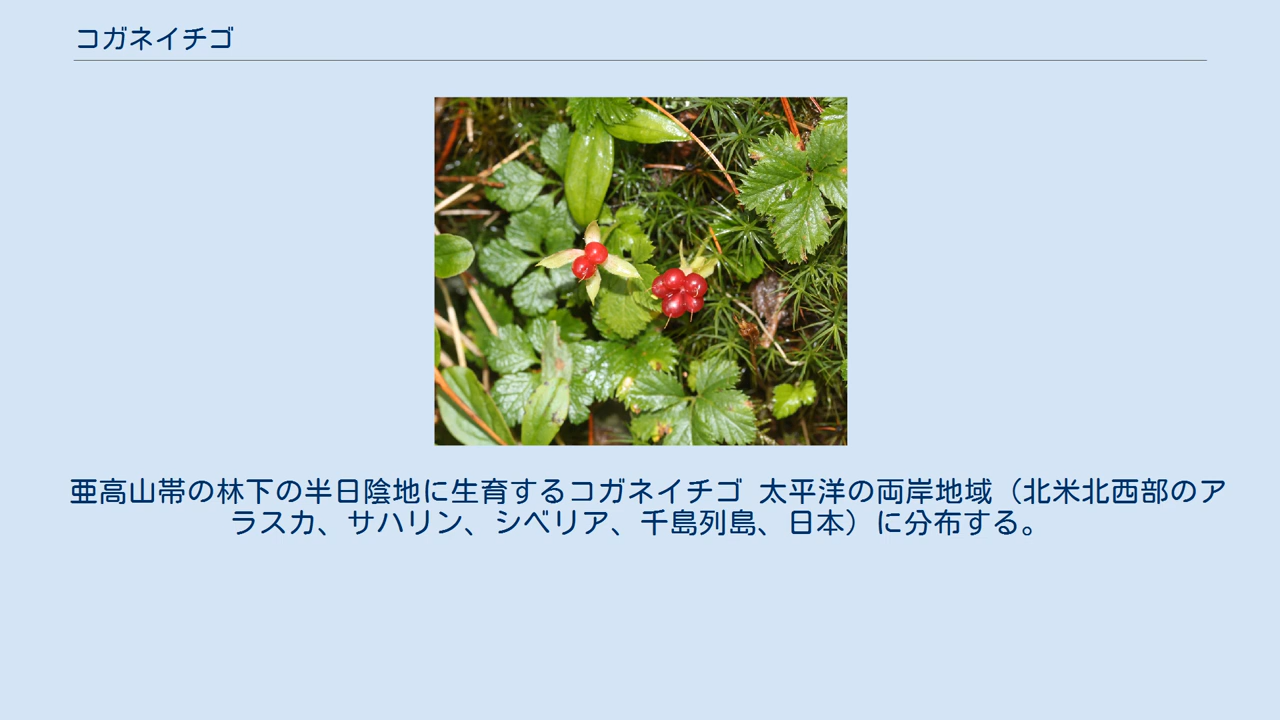 コガネイチゴ
亜高山帯の林下の半日陰地に生育するコガネイチゴ 太平洋の両岸地域（北米北西部のア
ラスカ、サハリン、シベリア、千島列島、日本）に分布する。